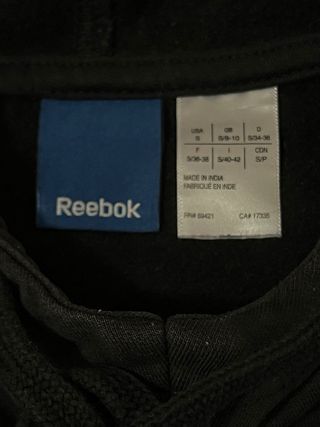 Reebok
USA GB D
S S/8-10 S/34-36
F I CDN
S/36-38 S/40-42 S/P
MADE IN INDIA
FABRIQUÉ EN INDE
RN# 69421 CA# 17335